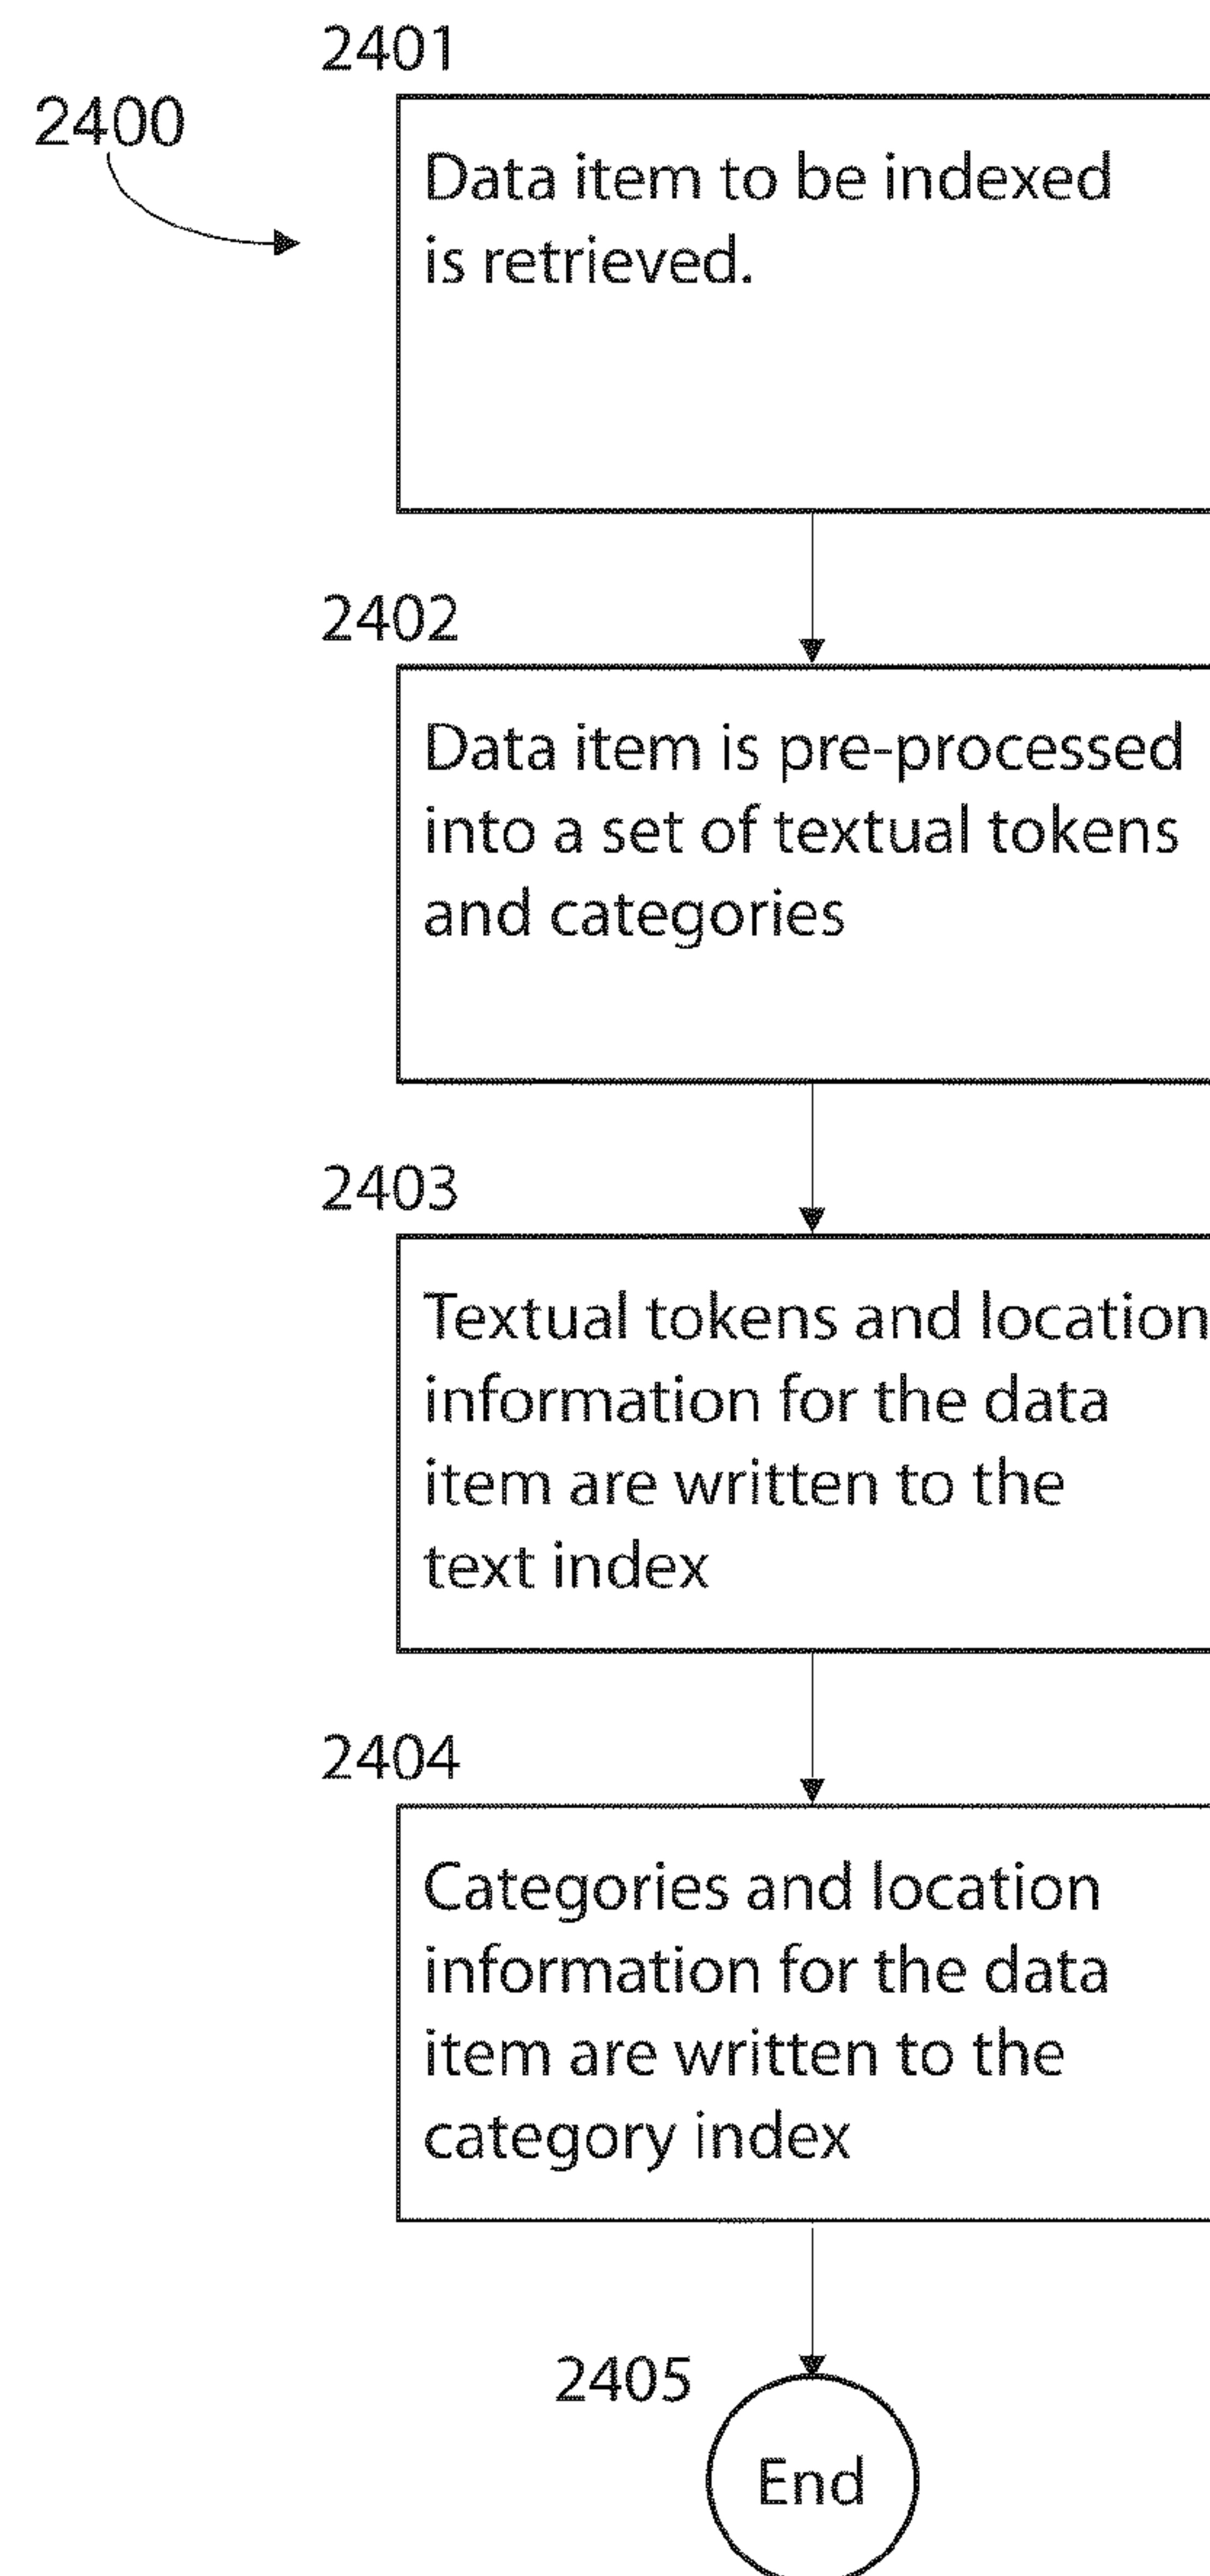 2401
2400
Data item to be indexed
is retrieved.
2402
Data item is pre-processed
into a set of textual tokens
and categories
2403
Textual tokens and location
information for the data
item are written to the
text index
2404
Categories and location
information for the data
item are written to the
category index
2405
End